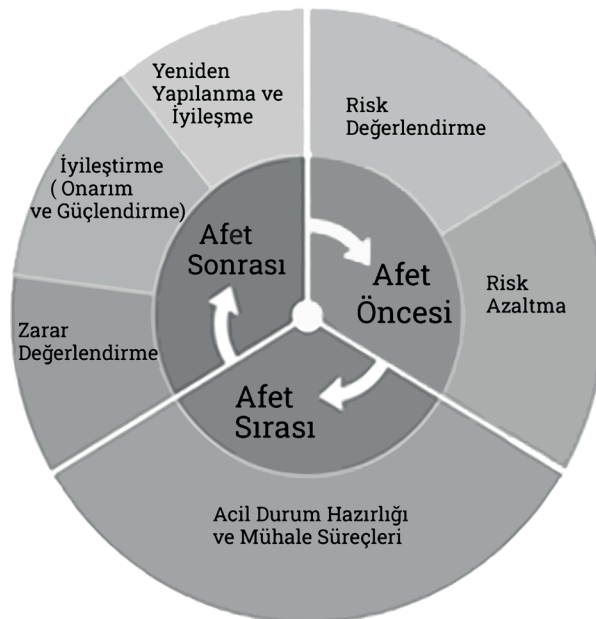 Yeniden
Yapılanma ve
İyileşme
Risk
Değerlendirme
İyileştirme
( Onarım
ve Güçlendirme)
Afet
Sonrası
Afet
Öncesi
Risk
Azaltma
Zarar
Değerlendirme
Afet
Sırası
Acil Durum Hazırlığı
ve Mühale Süreçleri